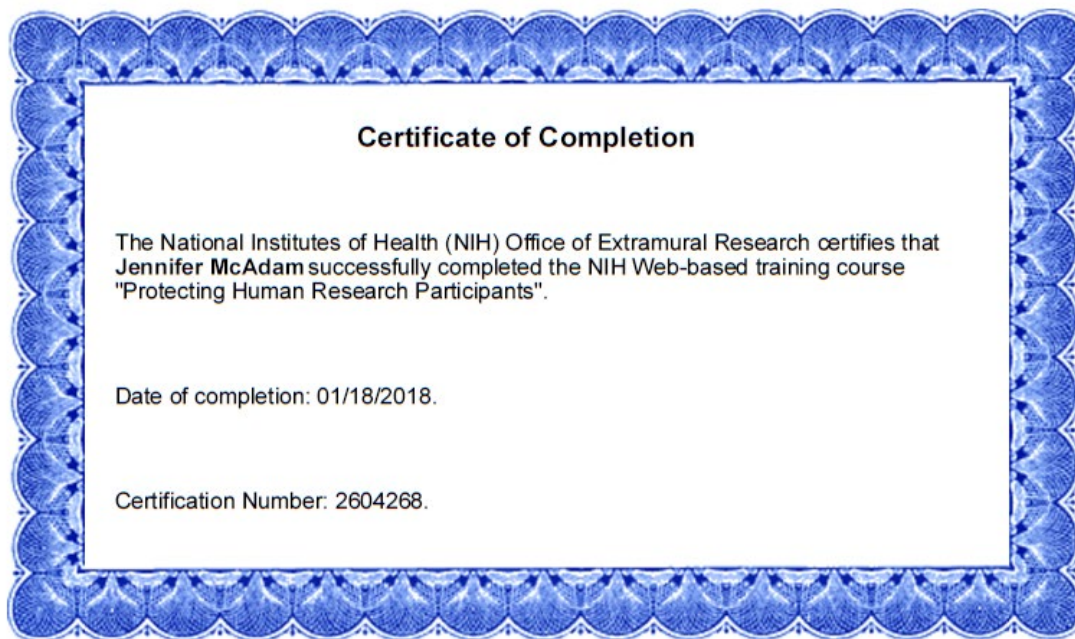 Certificate of Completion
The National Institutes of Health (NIH) Office of Extramural Research certifies that
Jennifer McAdam successfully completed the NIH Web-based training course
"Protecting Human Research Participants".
Date of completion: 01/18/2018.
Certification Number: 2604268.